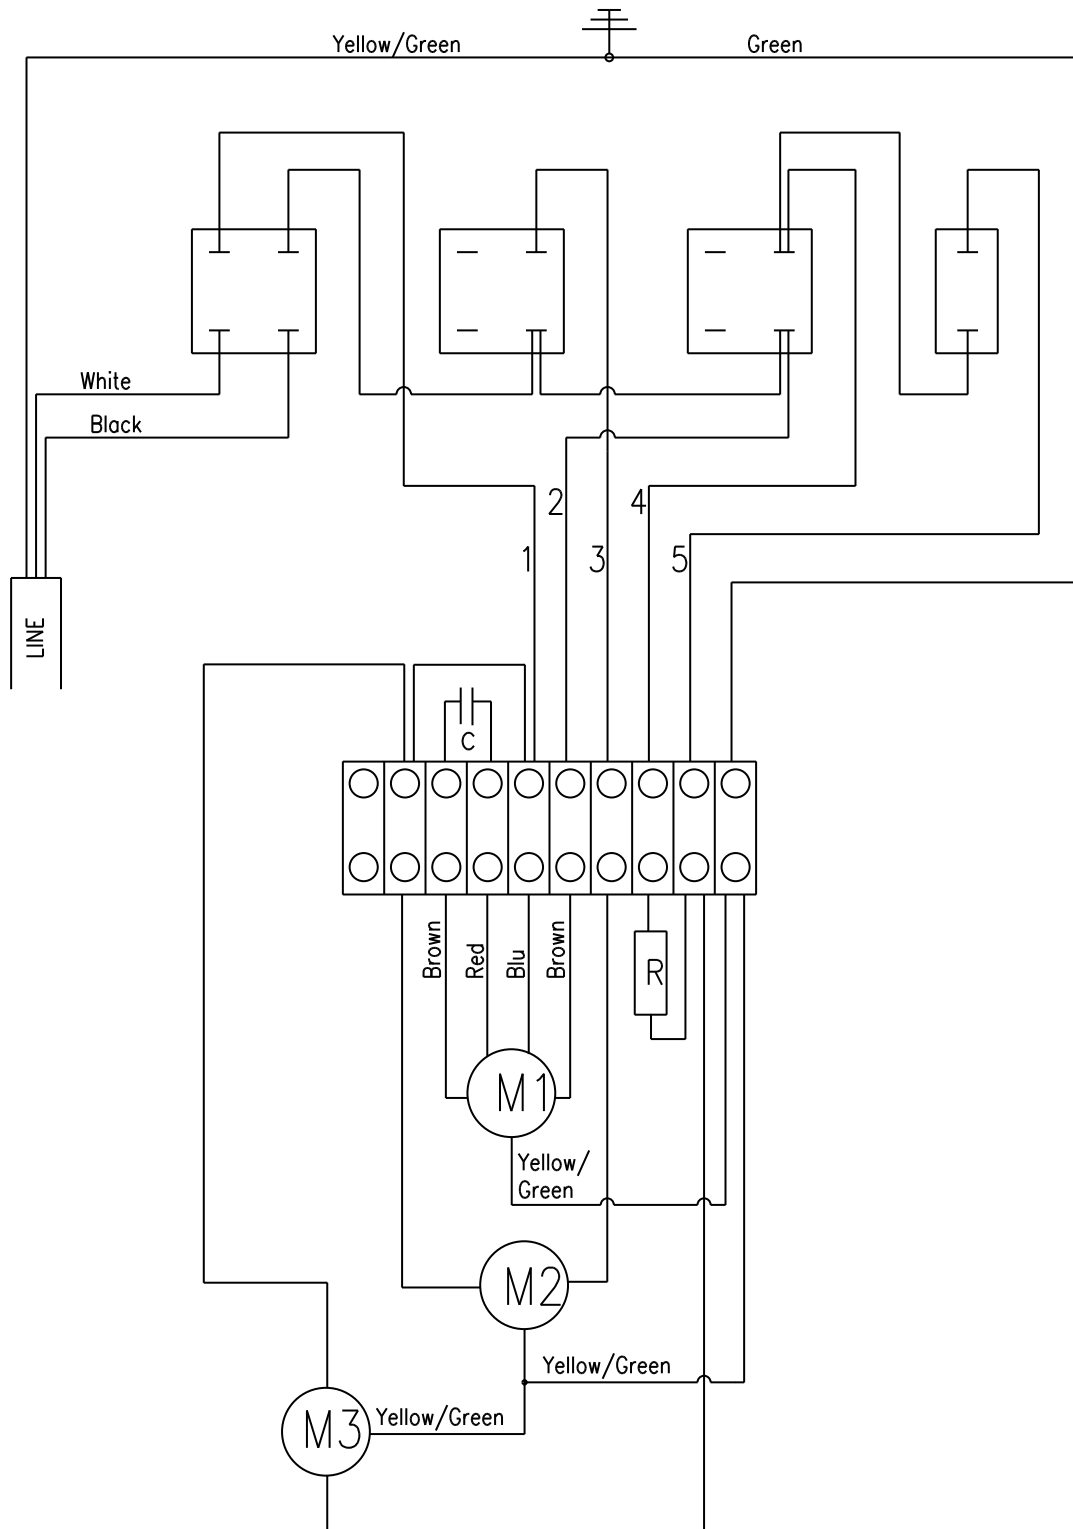 Yellow/Green
Green
White
Black
2
4
1
3
5
LINE
C
Brown
Red
Blu
Brown
R
M1
Yellow/
Green
M2
Yellow/Green
M3
Yellow/Green